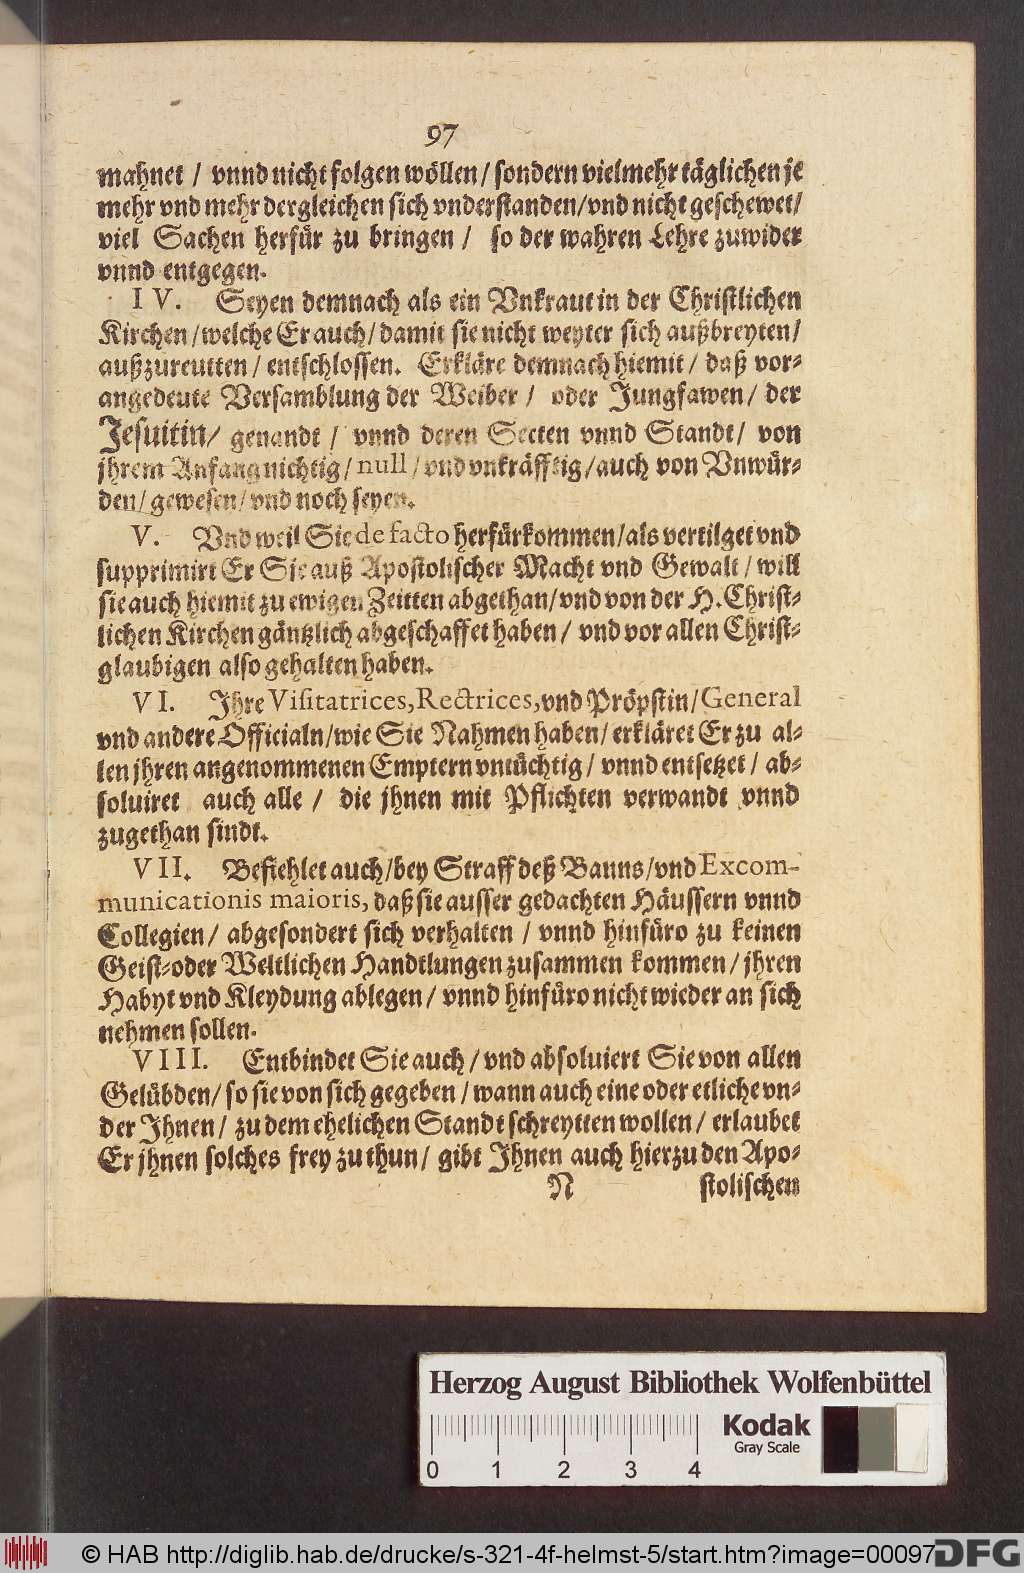 97
mahnet / vnnd nicht folgen wöllen / sondern vielmehr täglichen je
mehr vnd mehr dergleichen sich vnderstanden/vnd nicht geschewet/
viel Sachen herfür zu bringen / so der wahren Lehre zuwider
vnnd entgegen.
IV. Seyen demnach als ein Vnkraut in der Christlichen
Kirchen/welche Er auch/damit sie nicht weyter sich außbreyten/
außzureutten / entschlossen. Erkläre demnach hiemit / daß vor-
angedeute Versamblung der Weiber / oder Jungfawen/ der
Jesuitin/ genandt / vnnd deren Secten vnnd Standt/ von
jhrem Anfang nichtig/ null / vnd vnkräfftig/auch von Vnwür-
den/ gewesen/ vnd noch seyen.
V. Vnd weil Sie de facto herfürkommen/als vertilget vnd
supprimirt Er Sie auß Apostolischer Macht vnd Gewalt / will
sie auch hiemit zu ewigen Zeitten abgethan/vnd von der H. Christ-
lichen Kirchen gäntzlich abgeschaffet haben / vnd vor allen Christ-
glaubigen also gehalten haben.
VI. Jhre Visitatrices, Rectrices, vnd Pröpstin/ General
vnd andere Officialn/wie Sie Nahmen haben/ erkläret Er zu al-
len jhren angenommenen Emptern vntüchtig / vnnd entsetzet / ab-
soluiret auch alle / die jhnen mit Pflichten verwandt vnnd
zugethan sindt.
VII. Befiehlet auch/bey Straff deß Banns/vnd Excom-
municationis maioris, daß sie ausser gedachten Häussern vnnd
Collegien/ abgesondert sich verhalten / vnnd hinfüro zu keinen
Geist-oder Weltlichen Handtlungen zusammen kommen / jhren
Habyt vnd Kleydung ablegen / vnnd hinfüro nicht wieder an sich
nehmen sollen.
VIII. Entbindet Sie auch / vnd absoluiert Sie von allen
Gelübden/ so sie von sich gegeben / wann auch eine oder etliche vn-
der Jhnen / zu dem ehelichen Standt schreytten wollen / erlaubet
Er jhnen solches frey zu thun/ gibt Jhnen auch hierzu den Apo-
N stolischen
Herzog August Bibliothek Wolfenbüttel
Kodak
Gray Scale
0 1 2 3 4
© HAB http://diglib.hab.de/drucke/s-321-4f-helmst-5/start.htm?image=00097
DFG